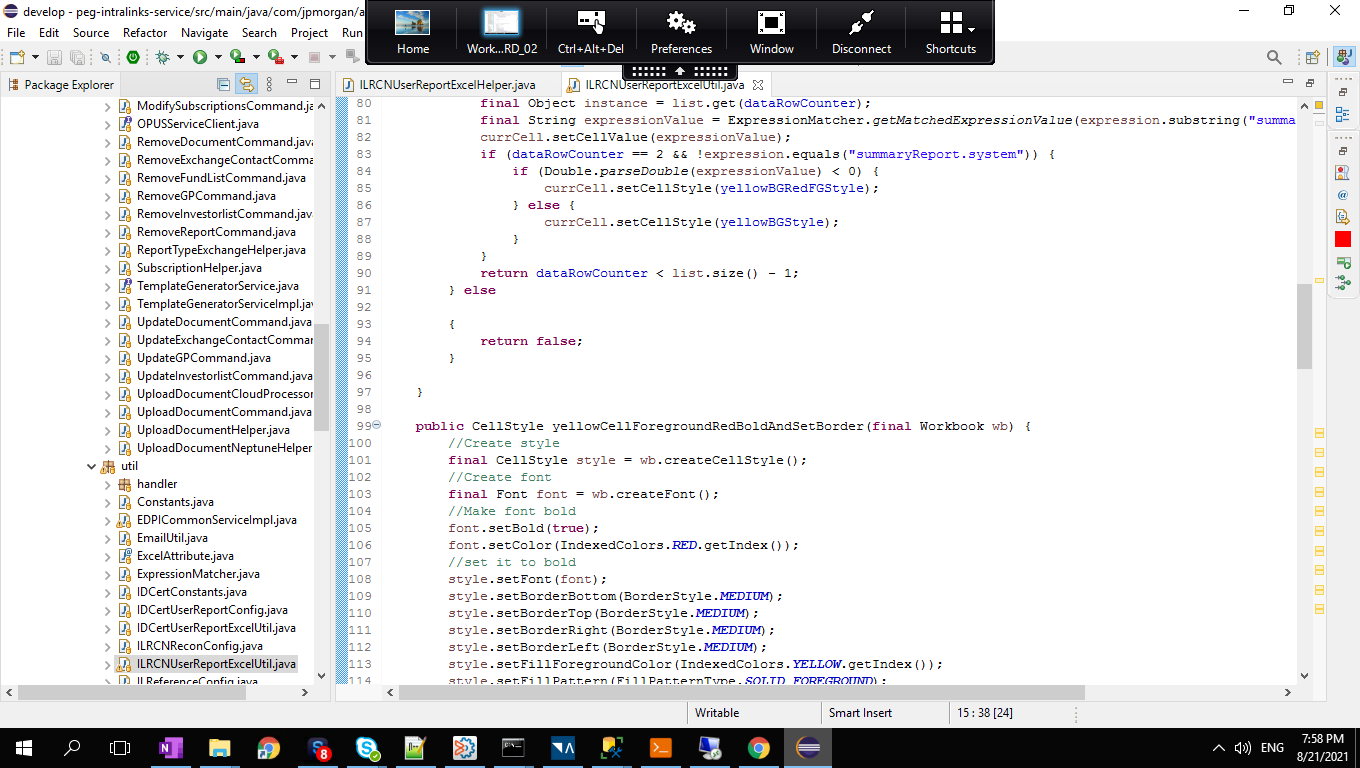 develop - peg-intralinks-service/src/main/java/com/jpmorgan/a
File Edit Source Refactor Navigate Search Project Run
Home
Work...RD_02
Ctrl+Alt+Del
Preferences
Window
Disconnect
Shortcuts
Package Explorer
ILRCNUserReportExcelHelper.java
ILRCNUserReportExcelUtil.java
ModifySubscriptionsCommand.ja
OPUSServiceClient.java
RemoveDocumentCommand.java
RemoveExchangeContactComma
RemoveFundListCommand.java
RemoveGPCommand.java
RemoveInvestorlistCommand.java
RemoveReportCommand.java
ReportTypeExchangeHelper.java
SubscriptionHelper.java
TemplateGeneratorService.java
TemplateGeneratorServiceImpl.jav
UpdateDocumentCommand.java
UpdateExchangeContactCommar
UpdateGPCommand.java
UpdateInvestorlistCommand.java
UploadDocumentCloudProcessor
UploadDocumentCommand.java
UploadDocumentHelper.java
UploadDocumentNeptuneHelper
util
handler
Constants.java
EDPICommonServiceImpl.java
EmailUtil.java
ExcelAttribute.java
ExpressionMatcher.java
IDCertConstants.java
IDCertUserReportConfig.java
IDCertUserReportExcelUtil.java
ILRCNReconConfig.java
ILRCNUserReportExcelUtil.java
ILReferenceConfig.java
80 final Object instance = list.get(dataRowCounter);
81 final String expressionValue = ExpressionMatcher.getMatchedExpressionValue(expression.substring("summa
82 currCell.setCellValue(expressionValue);
83 if (dataRowCounter == 2 && !expression.equals("summaryReport.system")) {
84 if (Double.parseDouble(expressionValue) < 0) {
85 currCell.setCellStyle(yellowBGRedFGStyle);
86 } else {
87 currCell.setCellStyle(yellowBGStyle);
88 }
89 }
90 return dataRowCounter < list.size() - 1;
91 } else
92
93 {
94 return false;
95 }
96
97 }
98
99 public CellStyle yellowCellForegroundRedBoldAndSetBorder(final Workbook wb) {
100 //Create style
101 final CellStyle style = wb.createCellStyle();
102 //Create font
103 final Font font = wb.createFont();
104 //Make font bold
105 font.setBold(true);
106 font.setColor(IndexedColors.RED.getIndex());
107 //set it to bold
108 style.setFont(font);
109 style.setBorderBottom(BorderStyle.MEDIUM);
110 style.setBorderTop(BorderStyle.MEDIUM);
111 style.setBorderRight(BorderStyle.MEDIUM);
112 style.setBorderLeft(BorderStyle.MEDIUM);
113 style.setFillForegroundColor(IndexedColors.YELLOW.getIndex());
114 style.setFillPattern(FillPatternType.SOLID_FOREGROUND);
Writable
Smart Insert
15 : 38 [24]
8
ENG
7:58 PM
8/21/2021